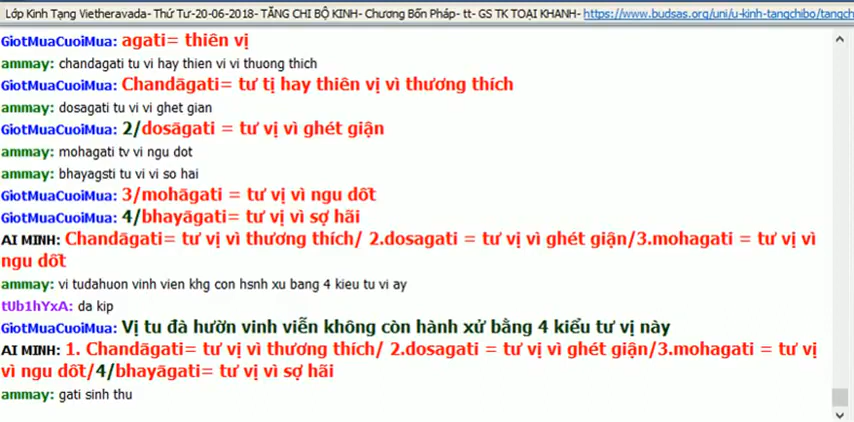 Lớp Kinh Tạng Vietheravada- Thứ Tư-20-06-2018- TĂNG CHI BỘ KINH- Chương Bốn Pháp- tt- GS TK TOẠI KHANH- https://www.budsas.org/uni/u-kinh-tangchibo/tangch
GiotMuaCuoiMua: agati= thiên vị
ammay: chandagati tu vi hay thien vi vi thuong thich
GiotMuaCuoiMua: Chandāgati= tư tị hay thiên vị vì thương thích
ammay: dosagati tu vi vi ghet gian
GiotMuaCuoiMua: 2/dosāgati = tư vị vì ghét giận
ammay: mohagati tv vi ngu dot
ammay: bhayagsti tu vi vi so hai
GiotMuaCuoiMua: 3/mohāgati = tư vị vì ngu dốt
GiotMuaCuoiMua: 4/bhayāgati= tư vị vì sợ hãi
AI MINH: Chandāgati= tư vị vì thương thích/ 2.dosagati = tư vị vì ghét giận/3.mohagati = tư vị vì
ngu dốt
ammay: vi tudahuon vinh vien khg con hsnh xu bang 4 kieu tu vi ay
tUb1hYxA: da kip
GiotMuaCuoiMua: Vị tu đà hườn vinh viễn không còn hành xử bằng 4 kiểu tư vị này
AI MINH: 1. Chandāgati= tư vị vì thương thích/ 2.dosagati = tư vị vì ghét giận/3.mohagati = tư vị
vì ngu dốt/4/bhayāgati= tư vị vì sợ hãi
ammay: gati sinh thu